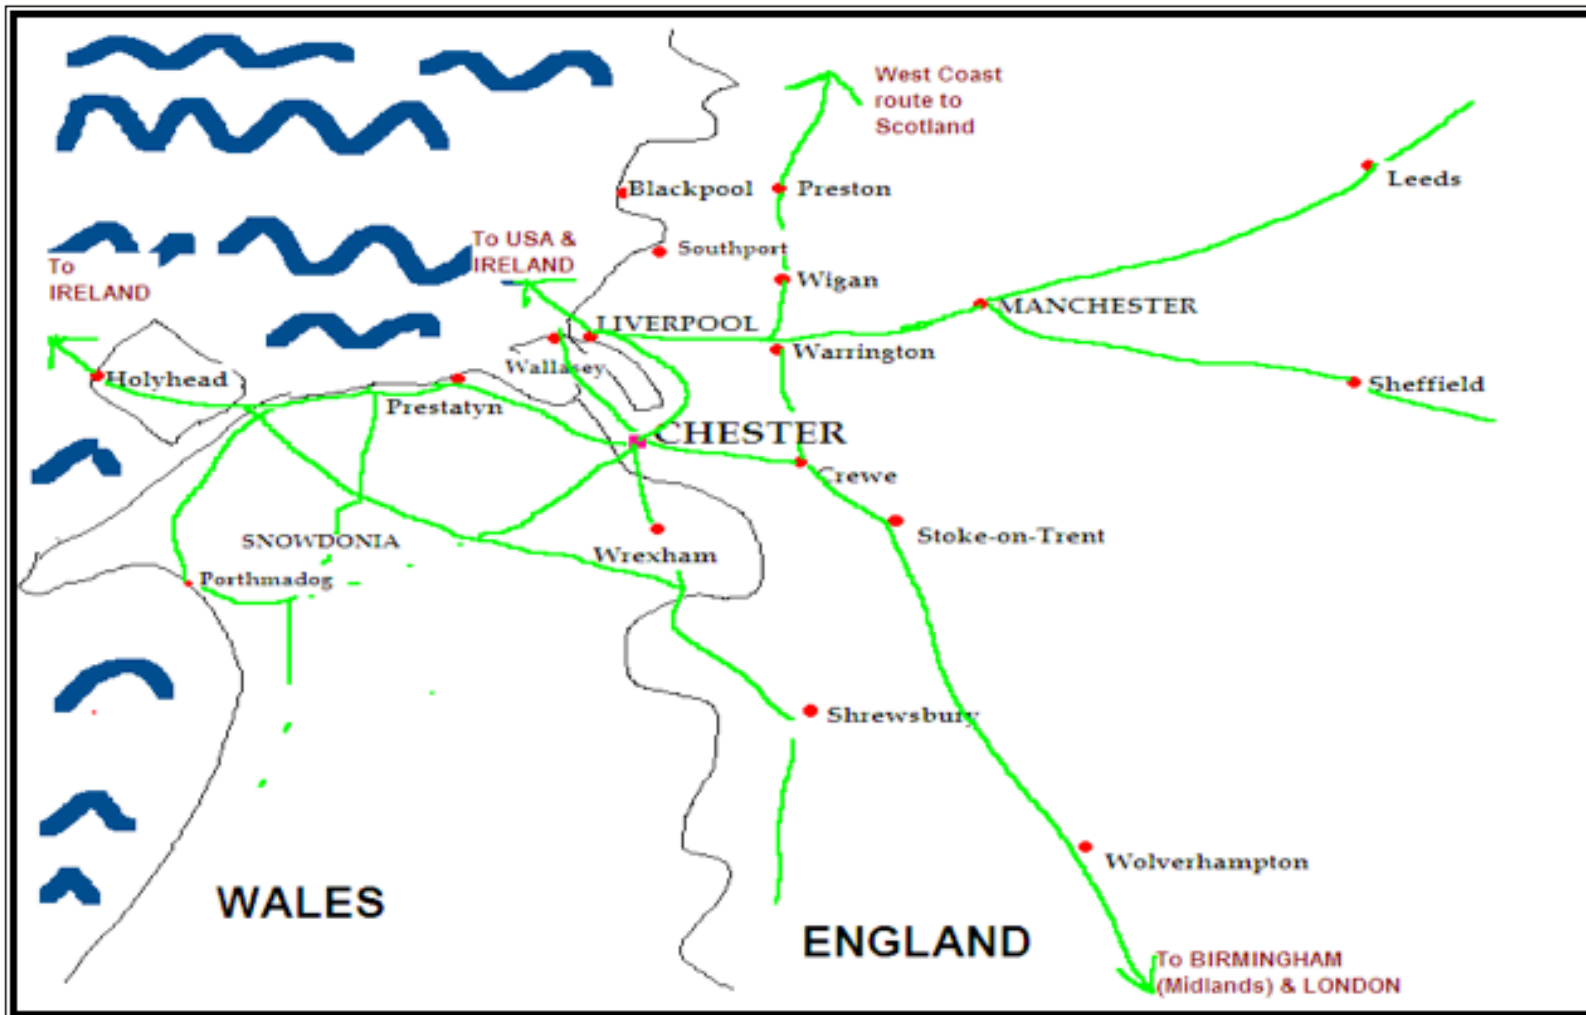 West Coast
route to
Scotland
Blackpool
Preston
Leeds
To USA &
IRELAND
Southport
To
IRELAND
Wigan
MANCHESTER
LIVERPOOL
Warrington
Wallasey
Holyhead
Prestatyn
Sheffield
CHESTER
Crewe
Stoke-on-Trent
SNOWDONIA
Wrexham
Porthmadog
Shrewsbury
Wolverhampton
WALES
ENGLAND
To BIRMINGHAM
(Midlands) & LONDON